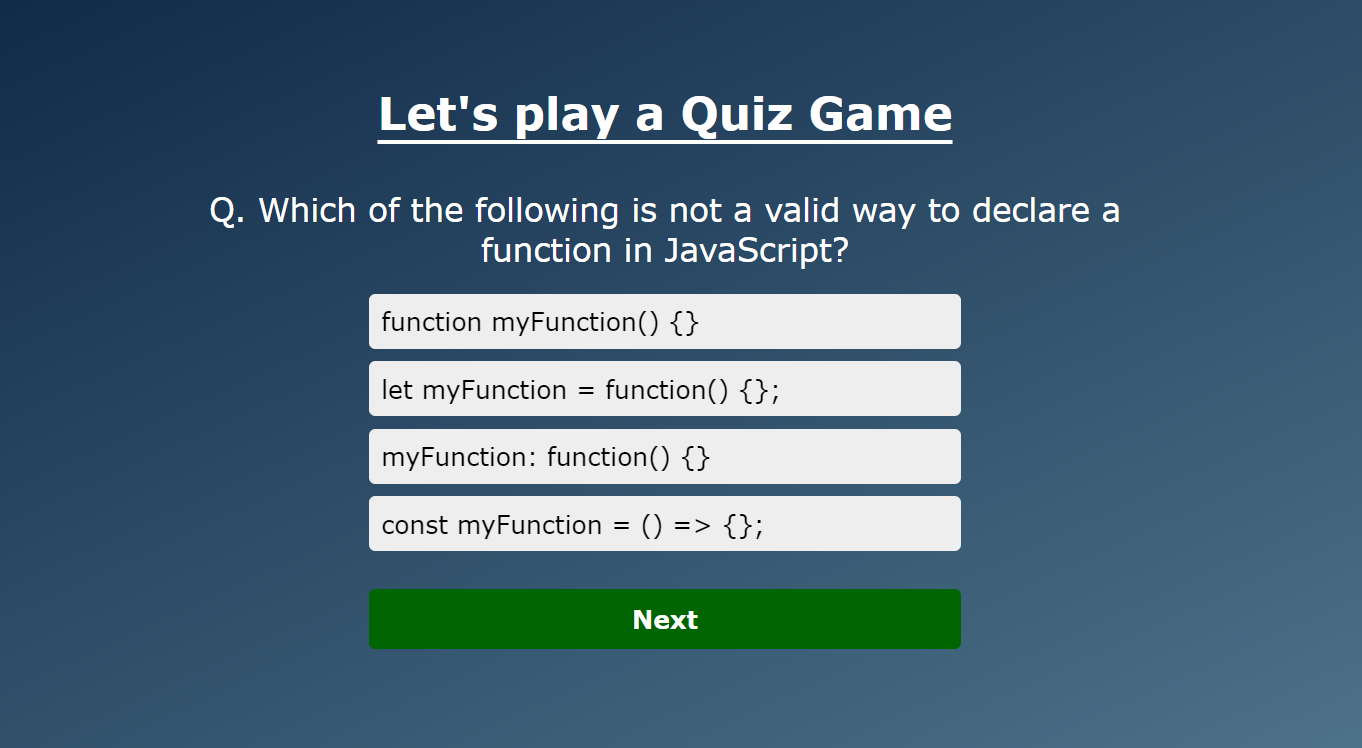 Let's play a Quiz Game
Q. Which of the following is not a valid way to declare a
function in JavaScript?
function myFunction() {}
let myFunction = function() {};
myFunction: function() {}
const myFunction = () => {};
Next